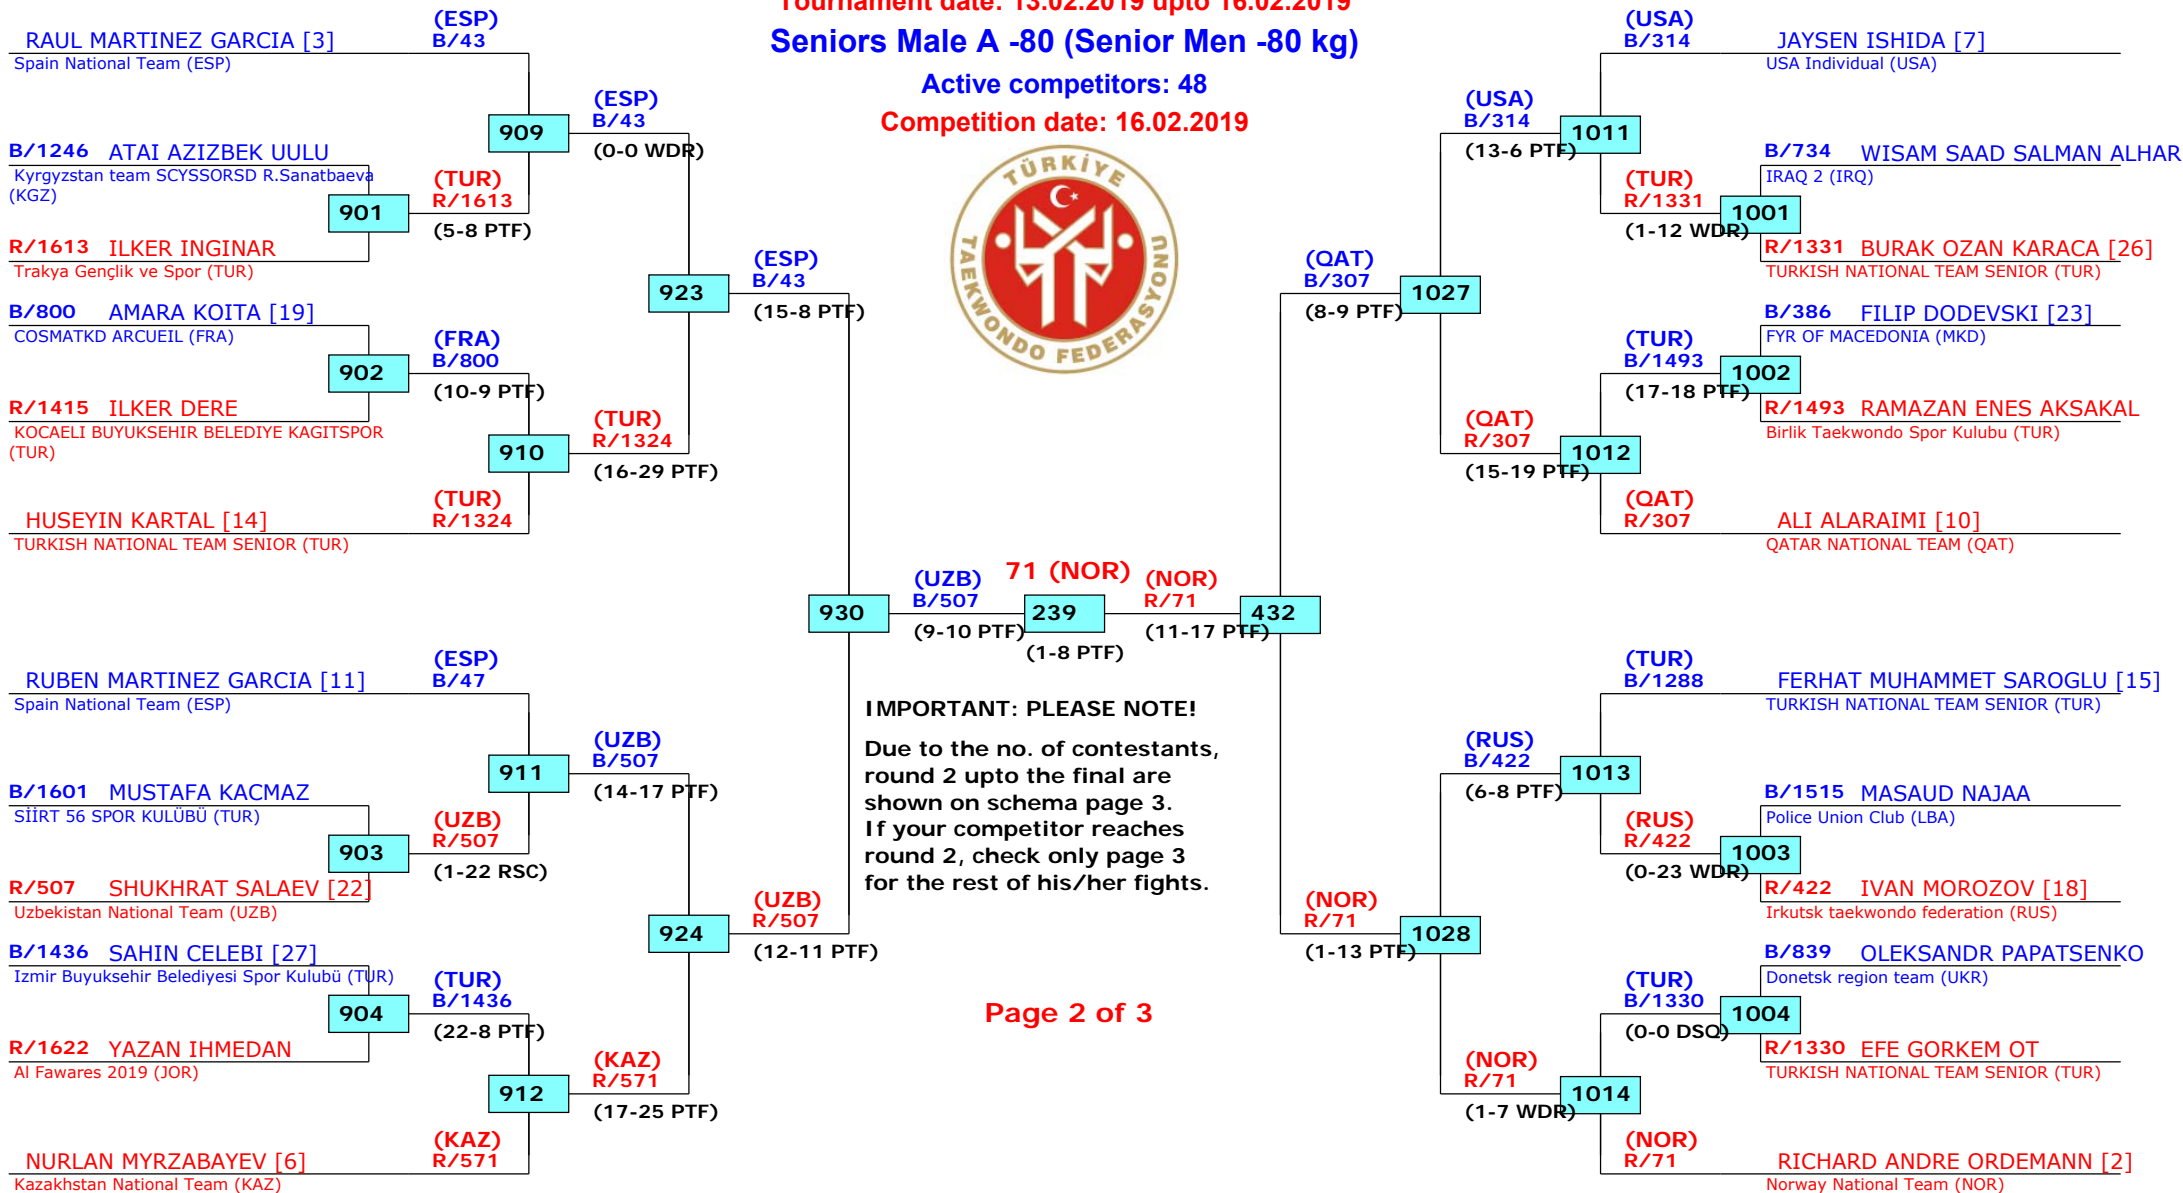 Tournament date: 13.02.2019 upto 16.02.2019
Seniors Male A -80 (Senior Men -80 kg)
Active competitors: 48
Competition date: 16.02.2019
TÜRKİYE
TAEKWONDO FEDERASYONU
RAUL MARTINEZ GARCIA [3]
Spain National Team (ESP)
(ESP)
B/43
B/1246 ATAI AZIZBEK UULU
Kyrgyzstan team SCYSSORSD R.Sanatbaeva
(KGZ)
901
R/1613 ILKER INGINAR
Trakya Gençlik ve Spor (TUR)
(TUR)
R/1613
(5-8 PTF)
909
(ESP)
B/43
(0-0 WDR)
B/800 AMARA KOITA [19]
COSMATKD ARCUEIL (FRA)
902
R/1415 ILKER DERE
KOCAELI BUYUKSEHIR BELEDIYE KAGITSPOR
(TUR)
(FRA)
B/800
(10-9 PTF)
910
(TUR)
R/1324
HUSEYIN KARTAL [14]
TURKISH NATIONAL TEAM SENIOR (TUR)
(TUR)
R/1324
(16-29 PTF)
923
(ESP)
B/43
(15-8 PTF)
RUBEN MARTINEZ GARCIA [11]
Spain National Team (ESP)
(ESP)
B/47
B/1601 MUSTAFA KACMAZ
SİİRT 56 SPOR KULÜBÜ (TUR)
903
R/507 SHUKHRAT SALAEV [22]
Uzbekistan National Team (UZB)
(UZB)
R/507
(1-22 RSC)
911
(UZB)
B/507
(14-17 PTF)
B/1436 SAHIN CELEBI [27]
Izmir Buyuksehir Belediyesi Spor Kulubü (TUR)
904
R/1622 YAZAN IHMEDAN
Al Fawares 2019 (JOR)
(TUR)
B/1436
(22-8 PTF)
912
(KAZ)
R/571
NURLAN MYRZABAYEV [6]
Kazakhstan National Team (KAZ)
(KAZ)
R/571
(17-25 PTF)
924
(UZB)
R/507
(12-11 PTF)
930
(UZB)
B/507
(9-10 PTF)
71 (NOR)
239
(1-8 PTF)
(NOR)
R/71
(11-17 PTF)
432
IMPORTANT: PLEASE NOTE!
Due to the no. of contestants,
round 2 upto the final are
shown on schema page 3.
If your competitor reaches
round 2, check only page 3
for the rest of his/her fights.
Page 2 of 3
(USA)
B/314
JAYSEN ISHIDA [7]
USA Individual (USA)
(USA)
B/314
(13-6 PTF)
1011
B/734 WISAM SAAD SALMAN ALHAR
IRAQ 2 (IRQ)
(TUR)
R/1331
(1-12 WDR)
1001
R/1331 BURAK OZAN KARACA [26]
TURKISH NATIONAL TEAM SENIOR (TUR)
(QAT)
B/307
(8-9 PTF)
1027
B/386 FILIP DODEVSKI [23]
FYR OF MACEDONIA (MKD)
(TUR)
B/1493
(17-18 PTF)
1002
R/1493 RAMAZAN ENES AKSAKAL
Birlik Taekwondo Spor Kulubu (TUR)
(QAT)
R/307
(15-19 PTF)
1012
(QAT)
R/307
ALI ALARAIMI [10]
QATAR NATIONAL TEAM (QAT)
(TUR)
B/1288
FERHAT MUHAMMET SAROGLU [15]
TURKISH NATIONAL TEAM SENIOR (TUR)
(RUS)
B/422
(6-8 PTF)
1013
B/1515 MASAUD NAJAA
Police Union Club (LBA)
(RUS)
R/422
(0-23 WDR)
1003
R/422 IVAN MOROZOV [18]
Irkutsk taekwondo federation (RUS)
(NOR)
R/71
(1-13 PTF)
1028
B/839 OLEKSANDR PAPATSENKO
Donetsk region team (UKR)
(TUR)
B/1330
(0-0 DSQ)
1004
R/1330 EFE GORKEM OT
TURKISH NATIONAL TEAM SENIOR (TUR)
(NOR)
R/71
(1-7 WDR)
1014
(NOR)
R/71
RICHARD ANDRE ORDEMANN [2]
Norway National Team (NOR)